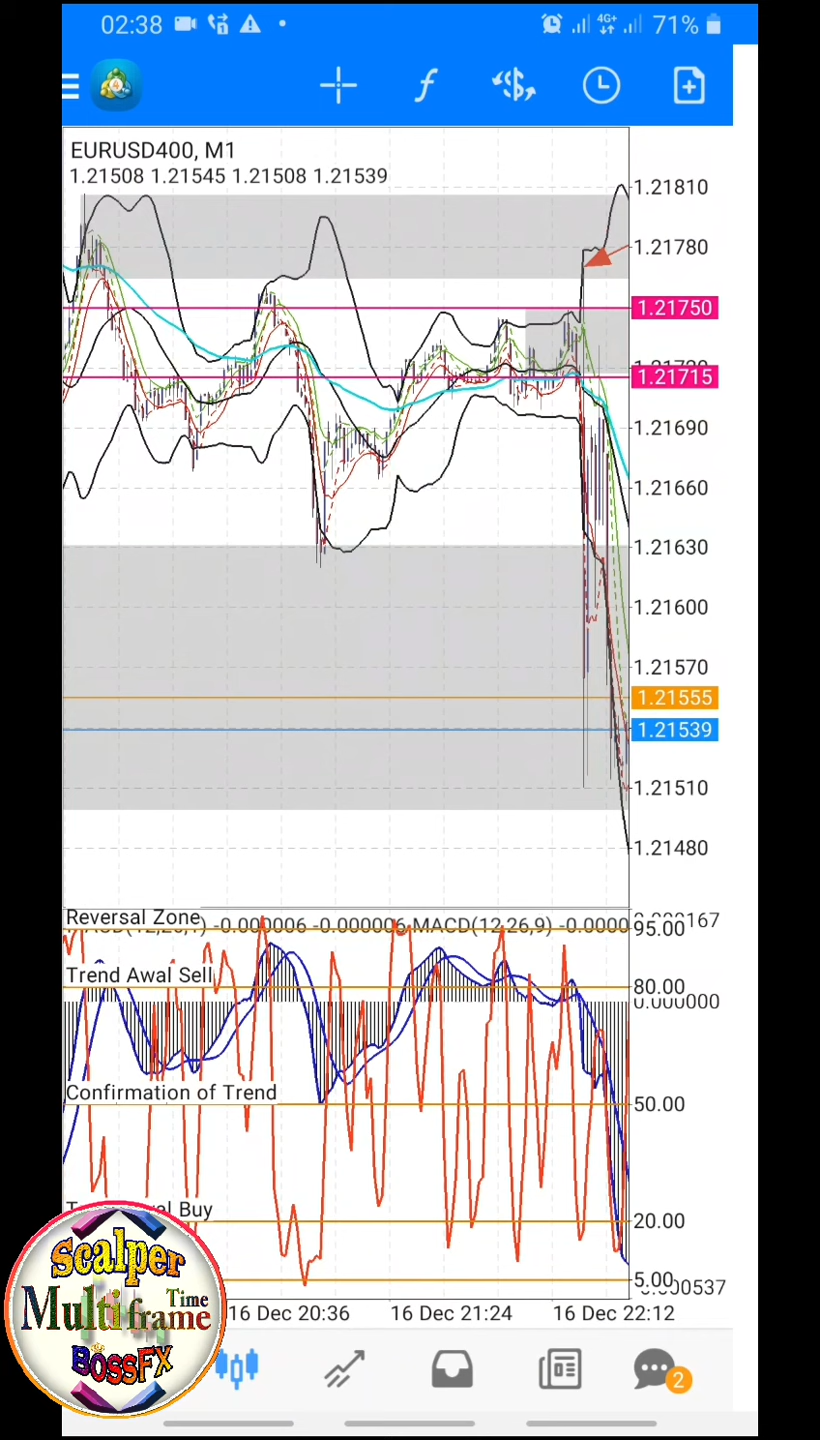 02:38
4G+
71%
EURUSD400, M1
1.21508 1.21545 1.21508 1.21539
1.21810
1.21780
1.21750
1.21715
1.21690
1.21660
1.21630
1.21600
1.21570
1.21555
1.21539
1.21510
1.21480
Reversal Zone
-0.000006 -0.000006 MACD(12,26,9) -0.0000
95.00
Trend Awal Sell
80.00
0.000000
Confirmation of Trend
50.00
Buy
20.00
5.00
16 Dec 20:36
16 Dec 21:24
16 Dec 22:12
Scalper
Multi Time
frame
BossFX
2